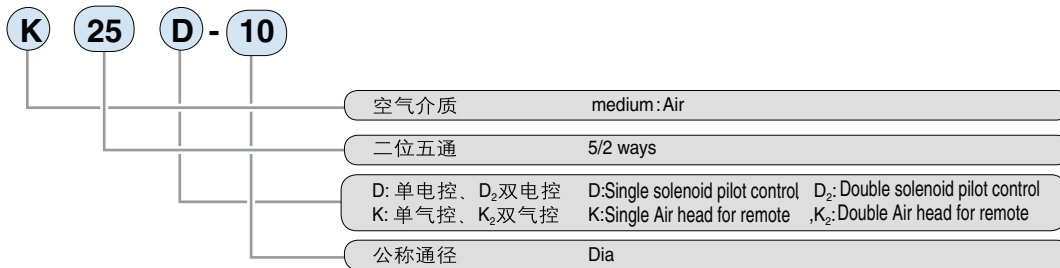 K 25 D - 10
空气介质 medium:Air
二位五通 5/2 ways
D: 单电控、D₂双电控 D:Single solenoid pilot control, D₂: Double solenoid pilot control
K: 单气控、K₂双气控 K:Single Air head for remote ,K₂:Double Air head for remote
公称通径 Dia